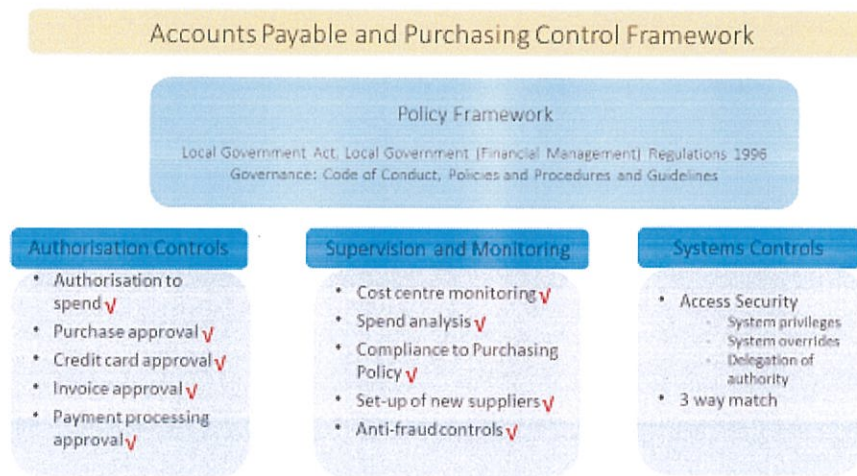 Accounts Payable and Purchasing Control Framework
Policy Framework
Local Government Act, Local Government (Financial Management) Regulations 1996
Governance: Code of Conduct, Policies and Procedures and Guidelines
Authorisation Controls
• Authorisation to
spend √
• Purchase approval √
• Credit card approval √
• Invoice approval √
• Payment processing
approval √
Supervision and Monitoring
• Cost centre monitoring √
• Spend analysis √
• Compliance to Purchasing
Policy √
• Set-up of new suppliers √
• Anti-fraud controls √
Systems Controls
• Access Security
- System privileges
- System overrides
- Delegation of
authority
• 3 way match